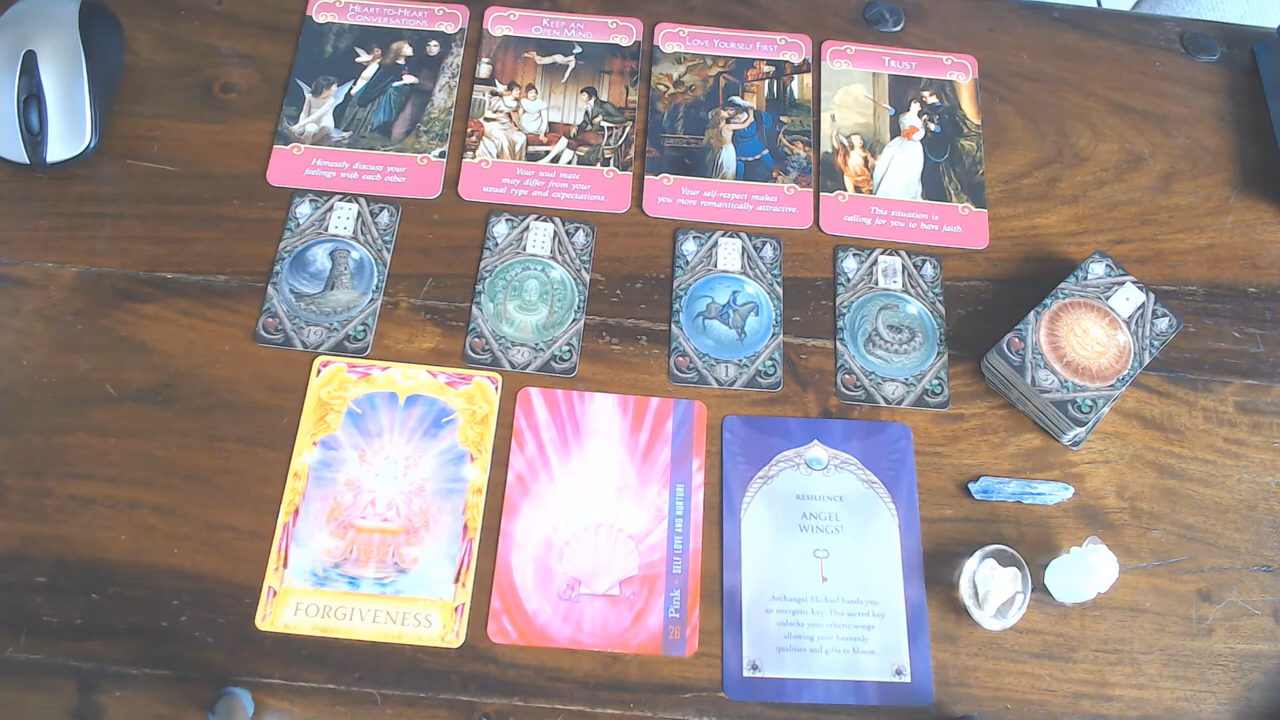 HEART-TO-HEART
CONVERSATIONS
Honestly discuss your
feelings with each other.
KEEP AN
OPEN MIND
Your soul mate
may differ from your
usual type and expectations.
LOVE YOURSELF FIRST
Your self-respect makes
you more romantically attractive.
TRUST
This situation is
calling for you to have faith.
19
20
1
7
FORGIVENESS
26 Pink • SELF LOVE AND NURTURE
RESILIENCE
ANGEL
WINGS!
Archangel Michael hands you
an energetic key. This sacred key
unlocks your etheric wings
allowing your heavenly
qualities and gifts to bloom.